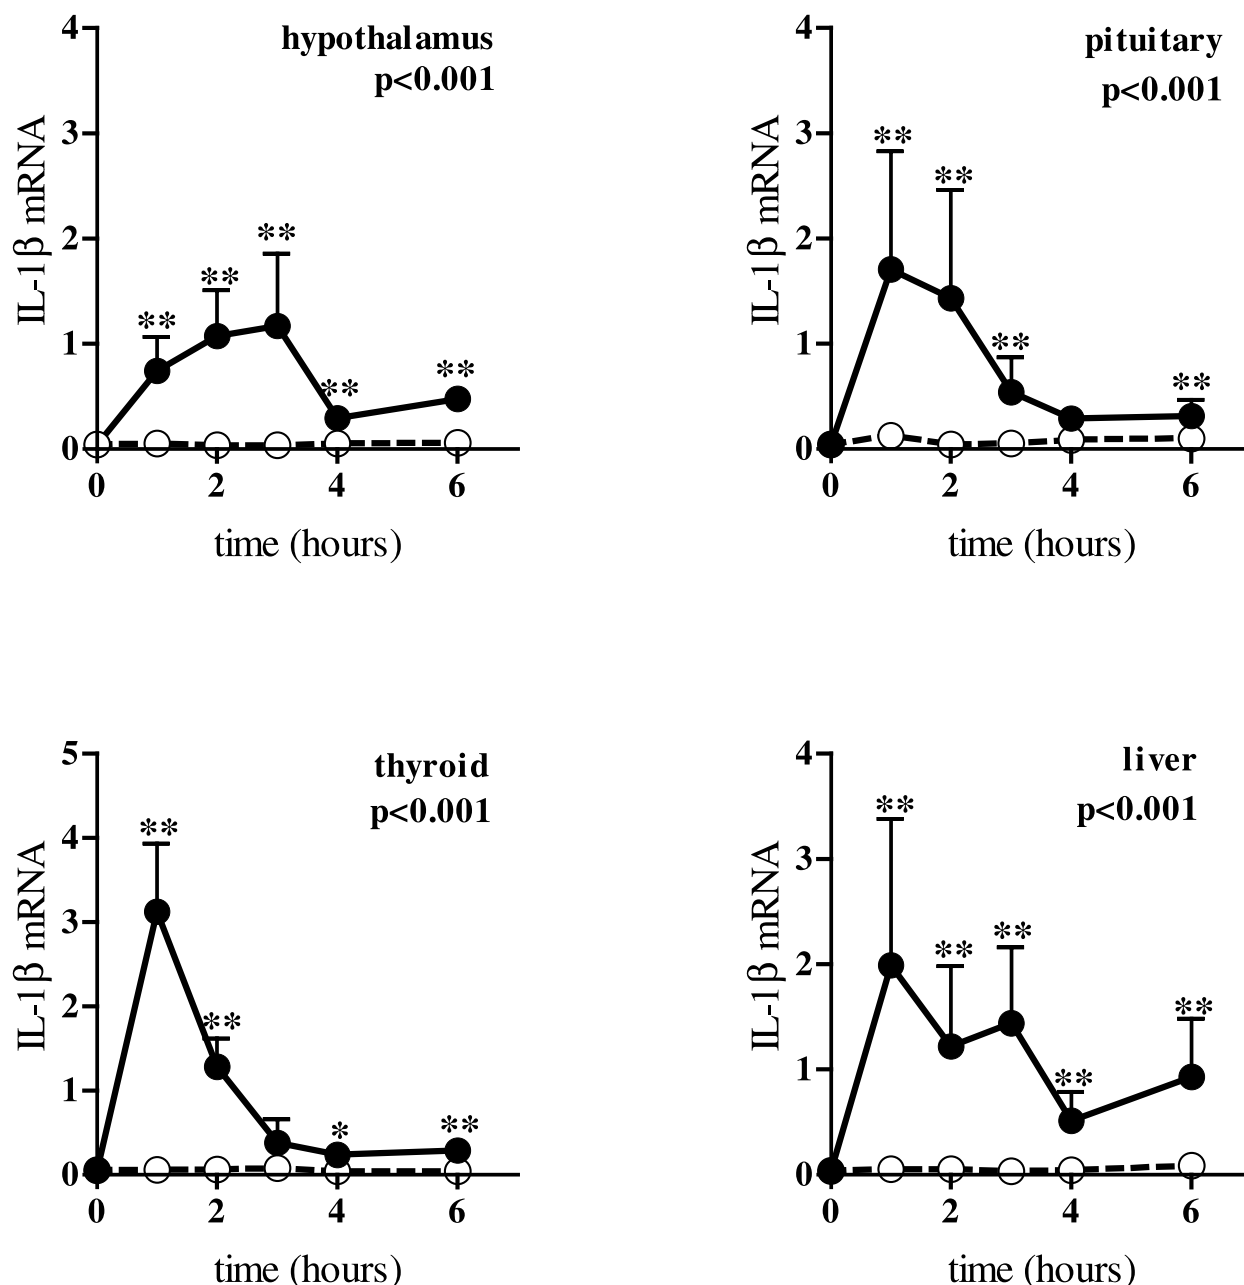 hypothalamus
p<0.001
4
3
2
1
0
IL-1β mRNA
**
**
**
**
**
0 2 4 6
time (hours)
pituitary
p<0.001
4
3
2
1
0
IL-1β mRNA
**
**
**
**
0 2 4 6
time (hours)
thyroid
p<0.001
5
4
3
2
1
0
IL-1β mRNA
**
**
*
**
0 2 4 6
time (hours)
liver
p<0.001
4
3
2
1
0
IL-1β mRNA
**
**
**
**
**
0 2 4 6
time (hours)